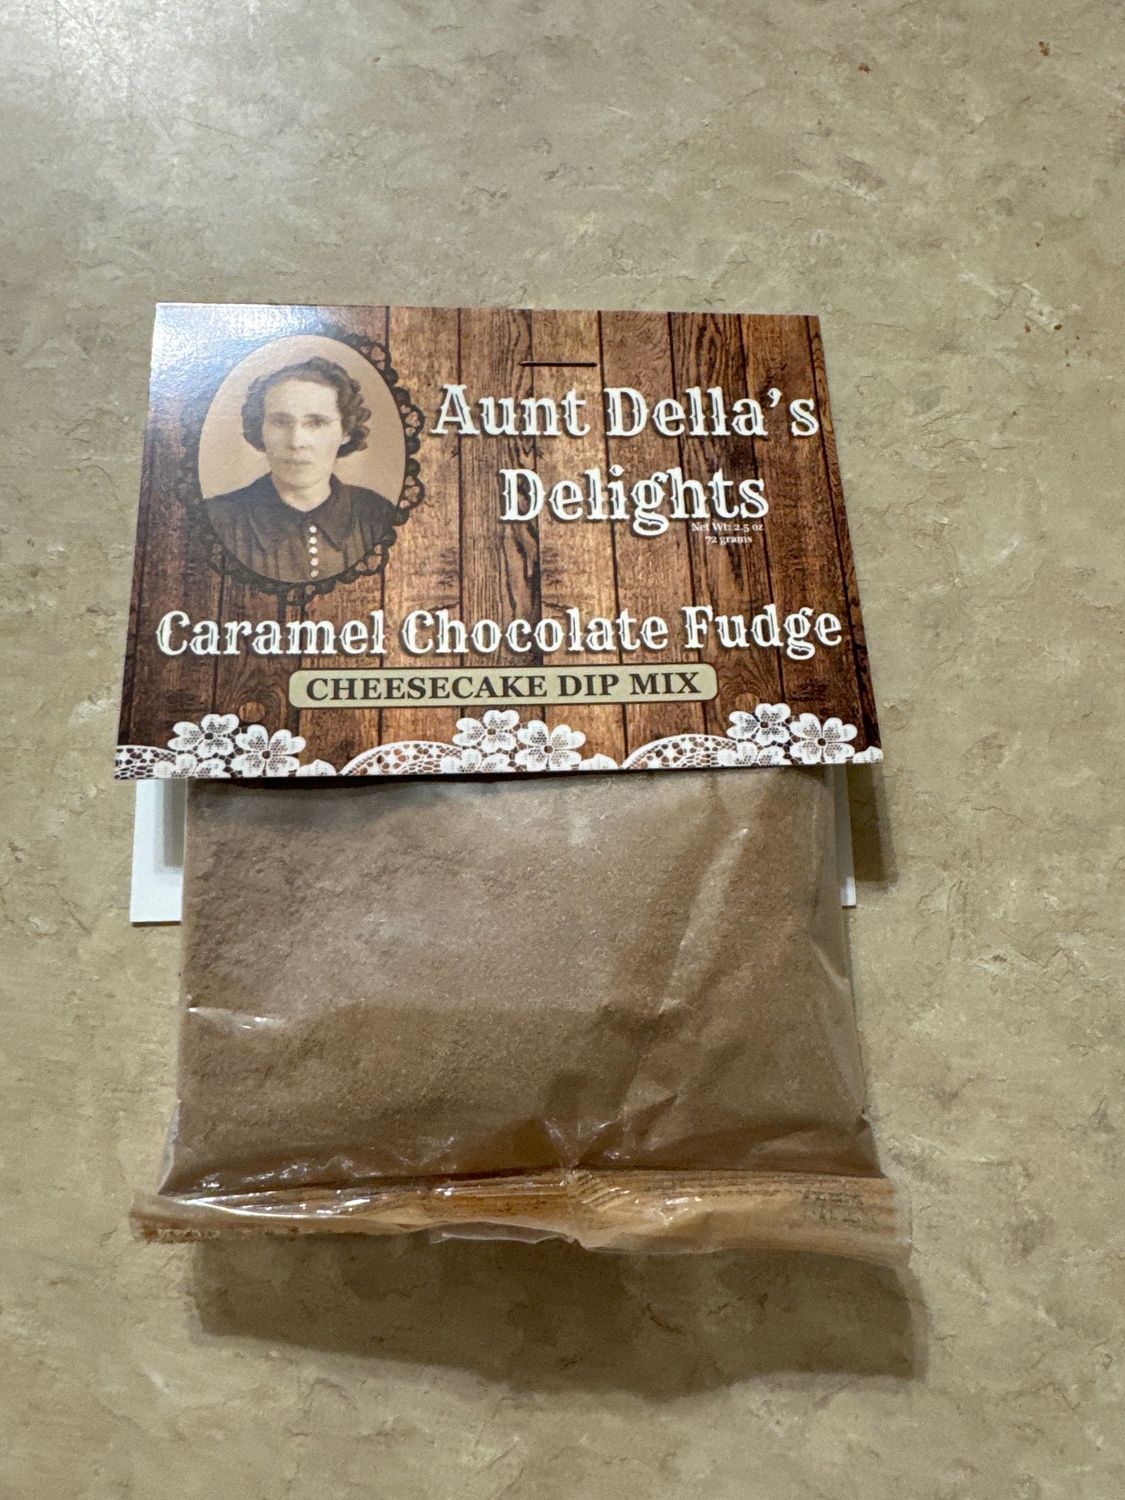 Aunt Della's
Delights
Net Wt: 2.5 oz
72 grams
Caramel Chocolate Fudge
CHEESECAKE DIP MIX